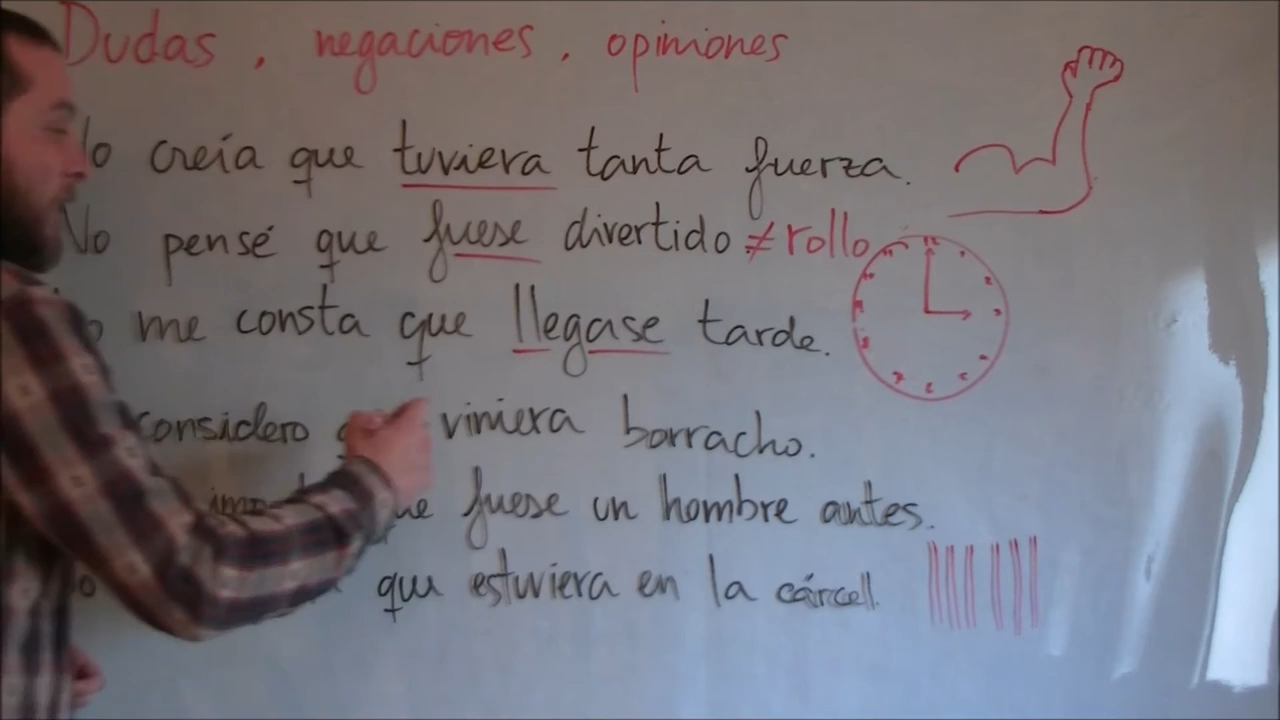 Dudas, negaciones, opiniones
No creía que tuviera tanta fuerza.
No pensé que fuese divertido ≠ rollo
me consta que llegase tarde.
considero viniera borracho.
fuese un hombre antes.
que estuviera en la cárcel.